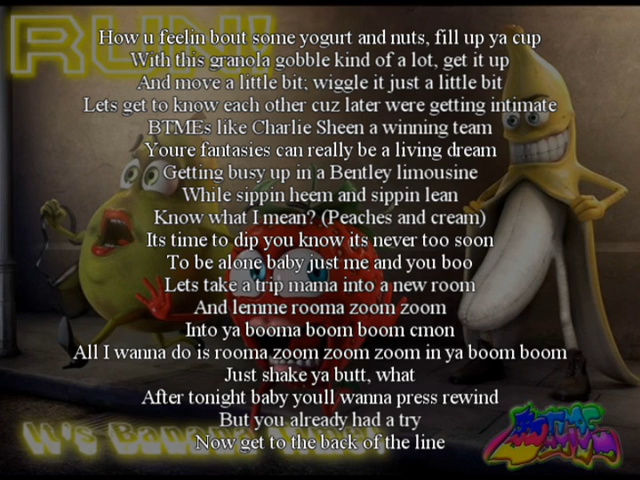 RUN!
How u feelin bout some yogurt and nuts, fill up ya cup
With this granola gobble kind of a lot, get it up
And move a little bit; wiggle it just a little bit
Lets get to know each other cuz later were getting intimate
BTMEs like Charlie Sheen a winning team
Youre fantasies can really be a living dream
Getting busy up in a Bentley limousine
While sippin heem and sippin lean
Know what I mean? (Peaches and cream)
Its time to dip you know its never too soon
To be alone baby just me and you boo
Lets take a trip mama into a new room
And lemme rooma zoom zoom
Into ya booma boom boom cmon
All I wanna do is rooma zoom zoom zoom in ya boom boom
Just shake ya butt, what
After tonight baby youll wanna press rewind
But you already had a try
Now get to the back of the line
It's Banana